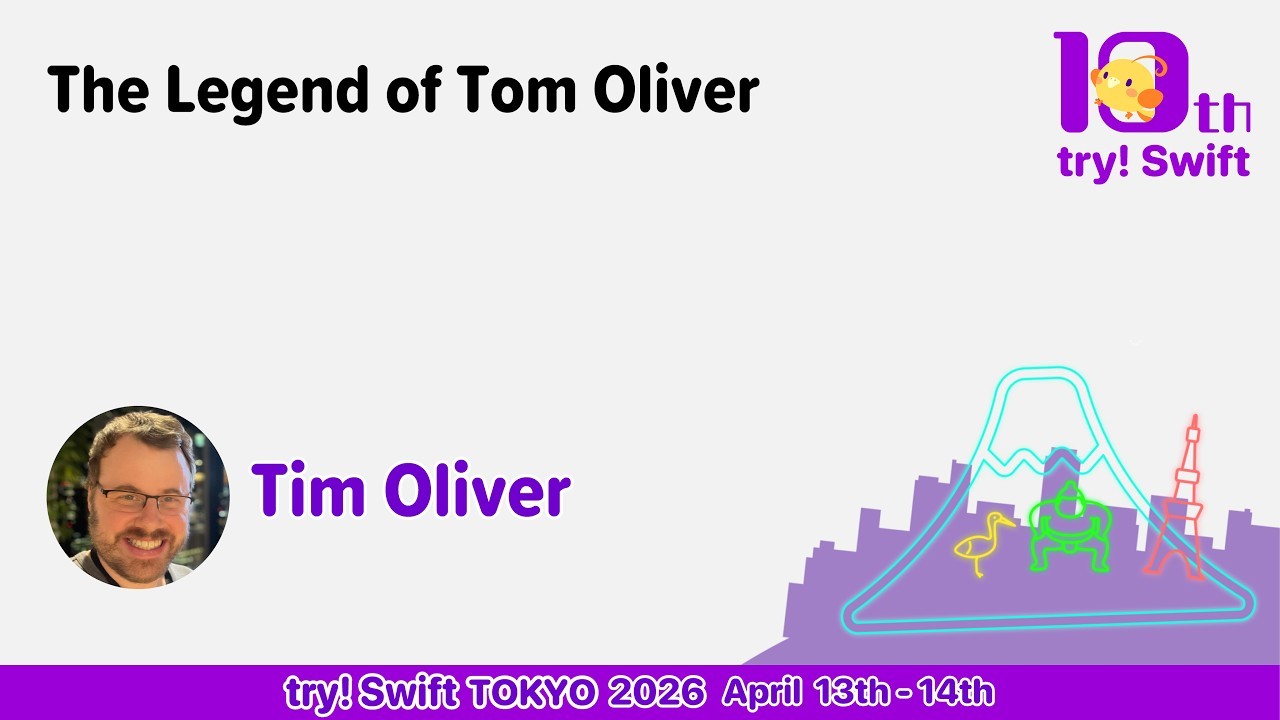 The Legend of Tom Oliver
10th
try! Swift
Tim Oliver
try! Swift TOKYO 2026 April 13th - 14th